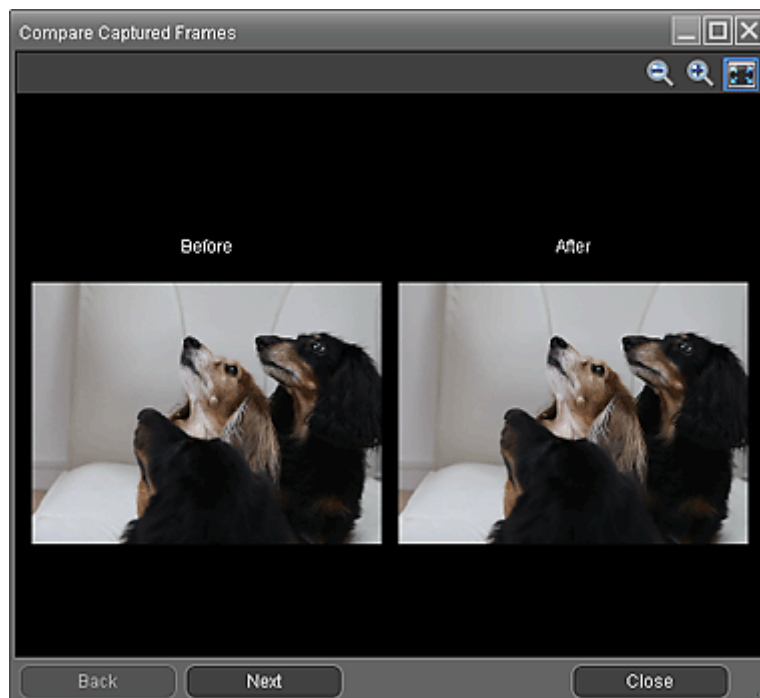 Compare Captured Frames
Before
After
Back
Next
Close